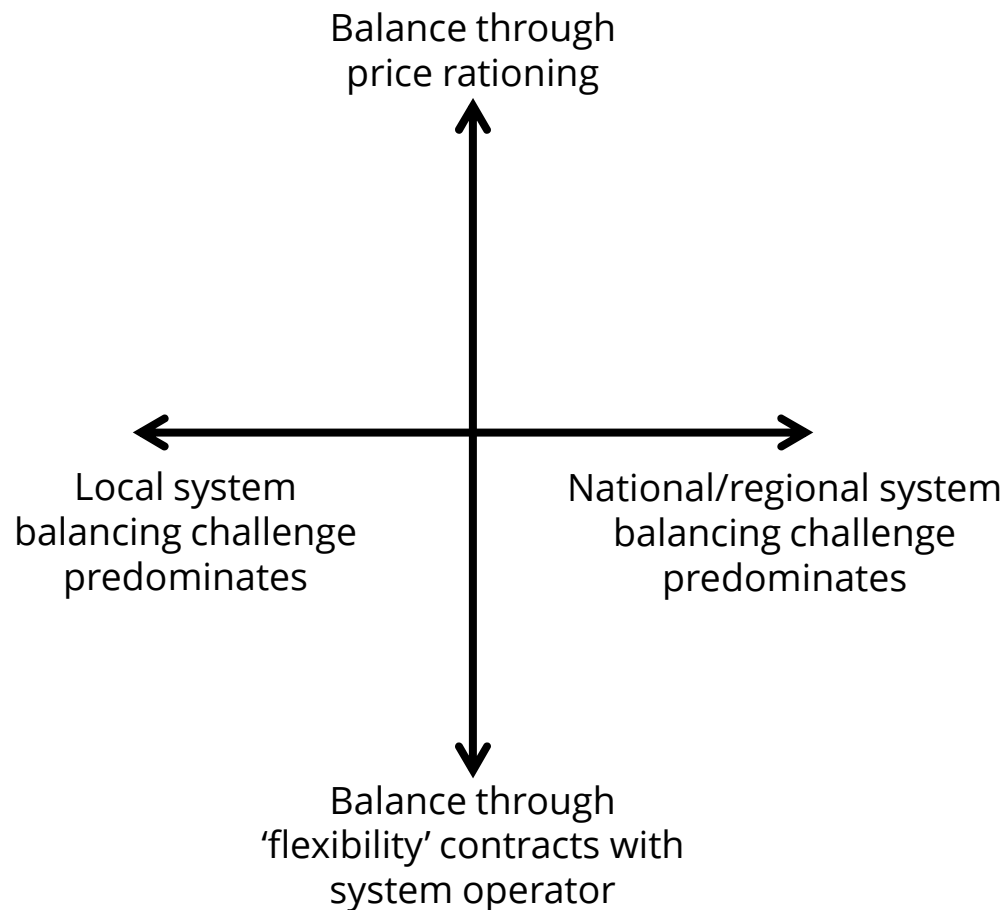 Balance through
price rationing
Local system
balancing challenge
predominates
National/regional system
balancing challenge
predominates
Balance through
‘flexibility’ contracts with
system operator